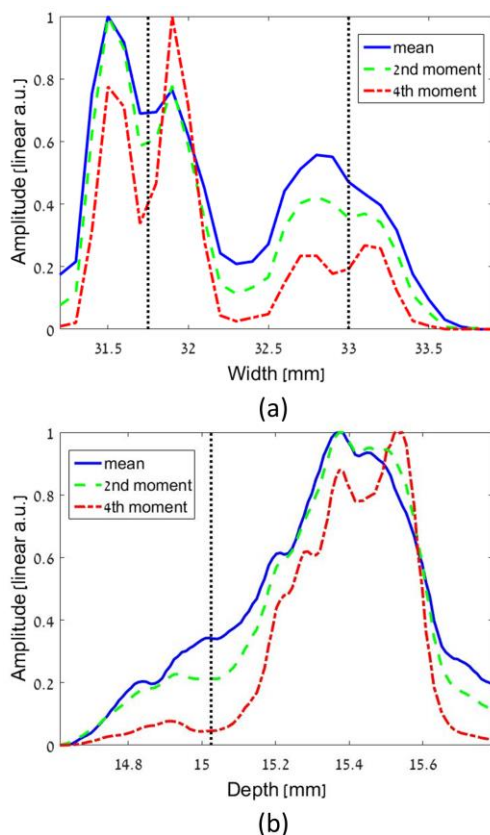 1
0.8
0.6
0.4
0.2
0
Amplitude [linear a.u.]
mean
2nd moment
4th moment
31.5 32 32.5 33 33.5
Width [mm]
(a)
1
0.8
0.6
0.4
0.2
0
Amplitude [linear a.u.]
mean
2nd moment
4th moment
14.8 15 15.2 15.4 15.6
Depth [mm]
(b)